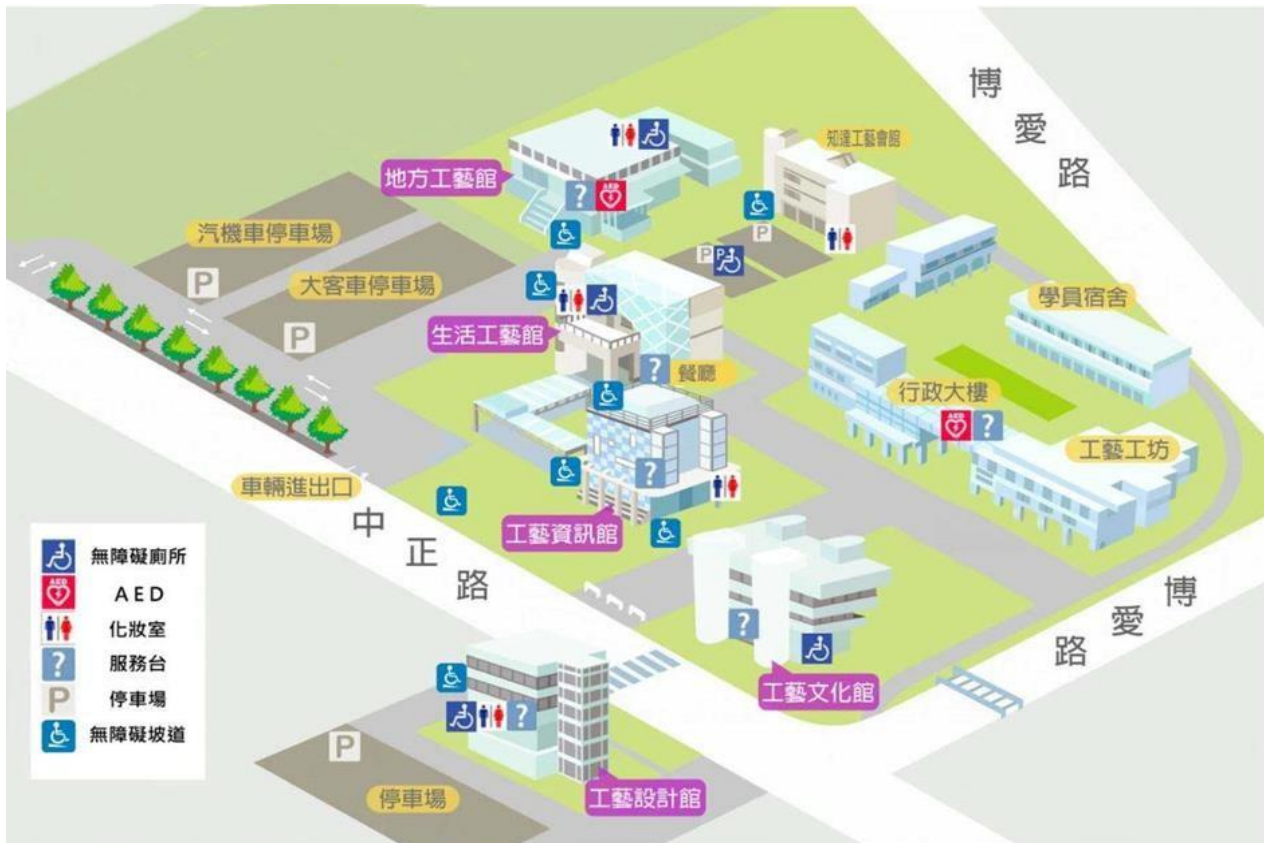 博愛路
知達工藝會館
地方工藝館
AED
汽機車停車場
P
大客車停車場
P
P
P
P
學員宿舍
生活工藝館
?
?
餐廳
行政大樓
AED
?
工藝工坊
車輛進出口
?
工藝資訊館
中正路
博愛路
?
工藝文化館
?
工藝設計館
P
停車場
無障礙廁所
AED
AED
化妝室
?
服務台
P
停車場
無障礙坡道